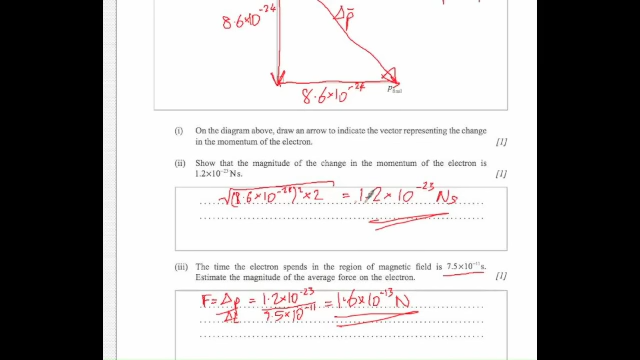 8.6×10⁻²⁴
Δp̄
8.6×10⁻²⁴
(i) On the diagram above, draw an arrow to indicate the vector representing the change
in the momentum of the electron. [1]
(ii) Show that the magnitude of the change in the momentum of the electron is [1]
1.2×10⁻²³ Ns.
√(8.6×10⁻²⁴)² × 2 = 1.2 × 10⁻²³ Ns
(iii) The time the electron spends in the region of magnetic field is 7.5×10⁻¹¹ s.
Estimate the magnitude of the average force on the electron. [1]
F = Δp/Δt = 1.2×10⁻²³/7.5×10⁻¹¹ = 1.6×10⁻¹³ N